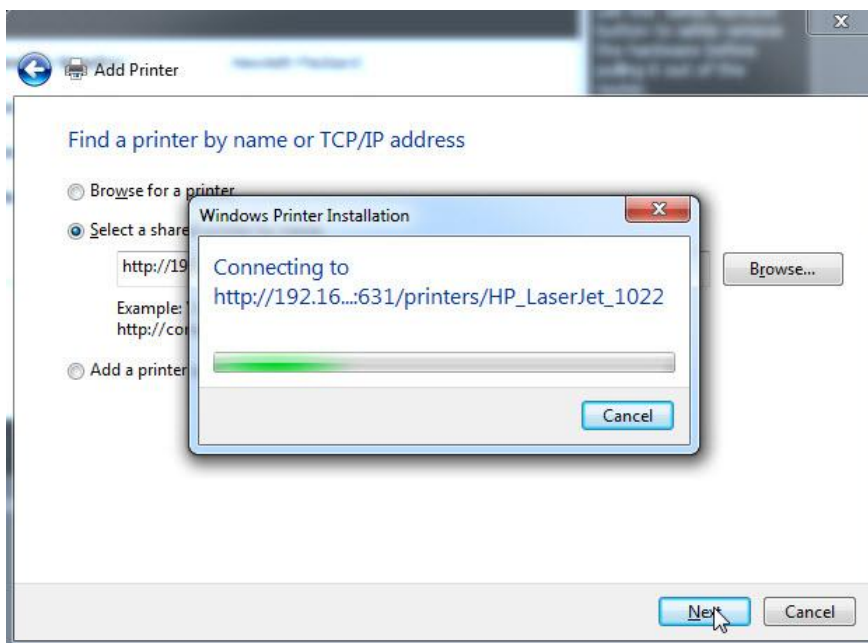 Add Printer
Find a printer by name or TCP/IP address
Browse for a printer
Windows Printer Installation
Select a share
http://19
Connecting to
http://192.16...:631/printers/HP_LaserJet_1022
Browse...
Example:
http://co
Add a printer
Cancel
Next
Cancel